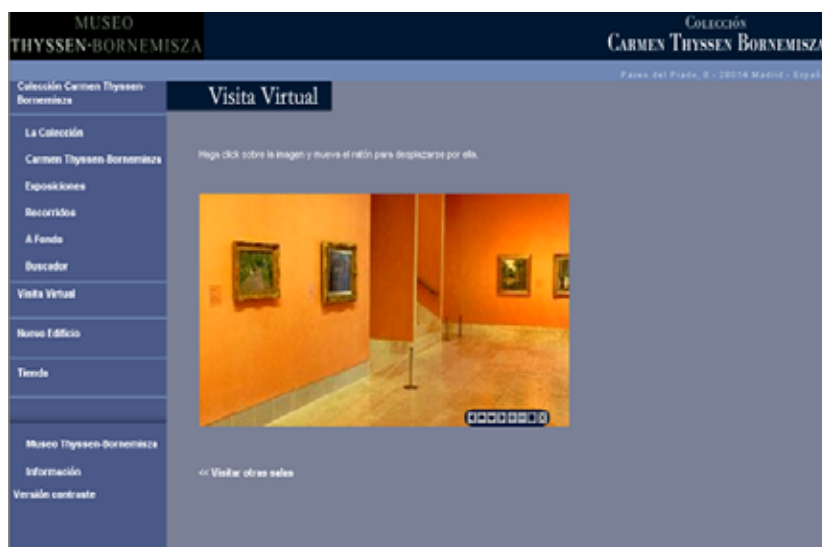 MUSEO
THYSSEN-BORNEMISZA
COLECCIÓN
CARMEN THYSSEN BORNEMISZA
Paseo del Prado, 8 - 28014 Madrid - Españ
Colección Carmen Thyssen-
Bornemisza
Visita Virtual
La Colección
Carmen Thyssen-Bornemisza
Haga click sobre la imagen y mueva el ratón para desplazarse por ella.
Exposiciones
Recorridos
A Fondo
Buscador
Visita Virtual
Nuevo Edificio
Tienda
Museo Thyssen-Bornemisza
Información
<< Visitar otras salas
Versión contraste